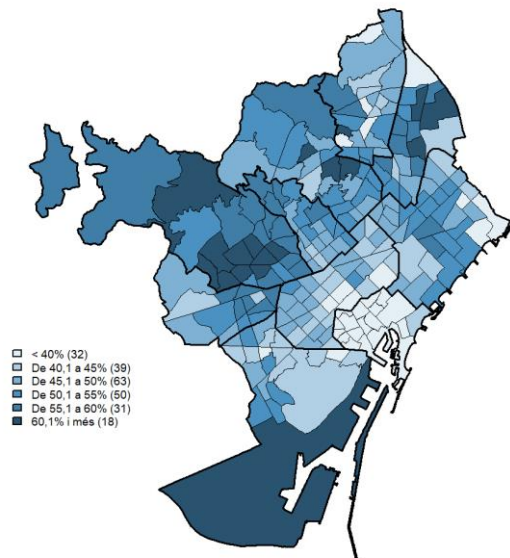 < 40% (32)
De 40,1 a 45% (39)
De 45,1 a 50% (63)
De 50,1 a 55% (50)
De 55,1 a 60% (31)
60,1% i més (18)